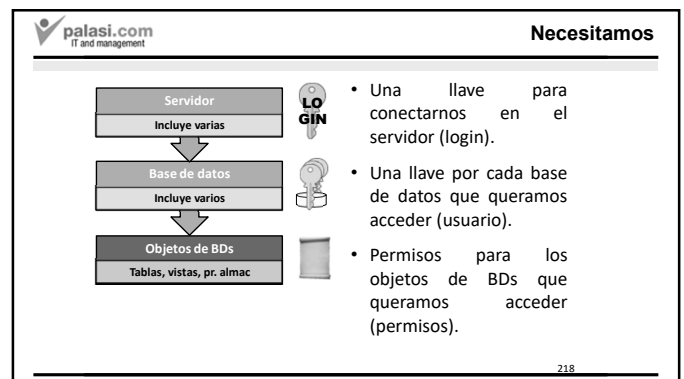 palasi.com
IT and management
Necesitamos
Servidor
Incluye varias
LO
GIN
Base de datos
Incluye varios
Objetos de BDs
Tablas, vistas, pr. almac
• Una llave para
conectarnos en el
servidor (login).
• Una llave por cada base
de datos que queramos
acceder (usuario).
• Permisos para los
objetos de BDs que
queramos acceder
(permisos).
218